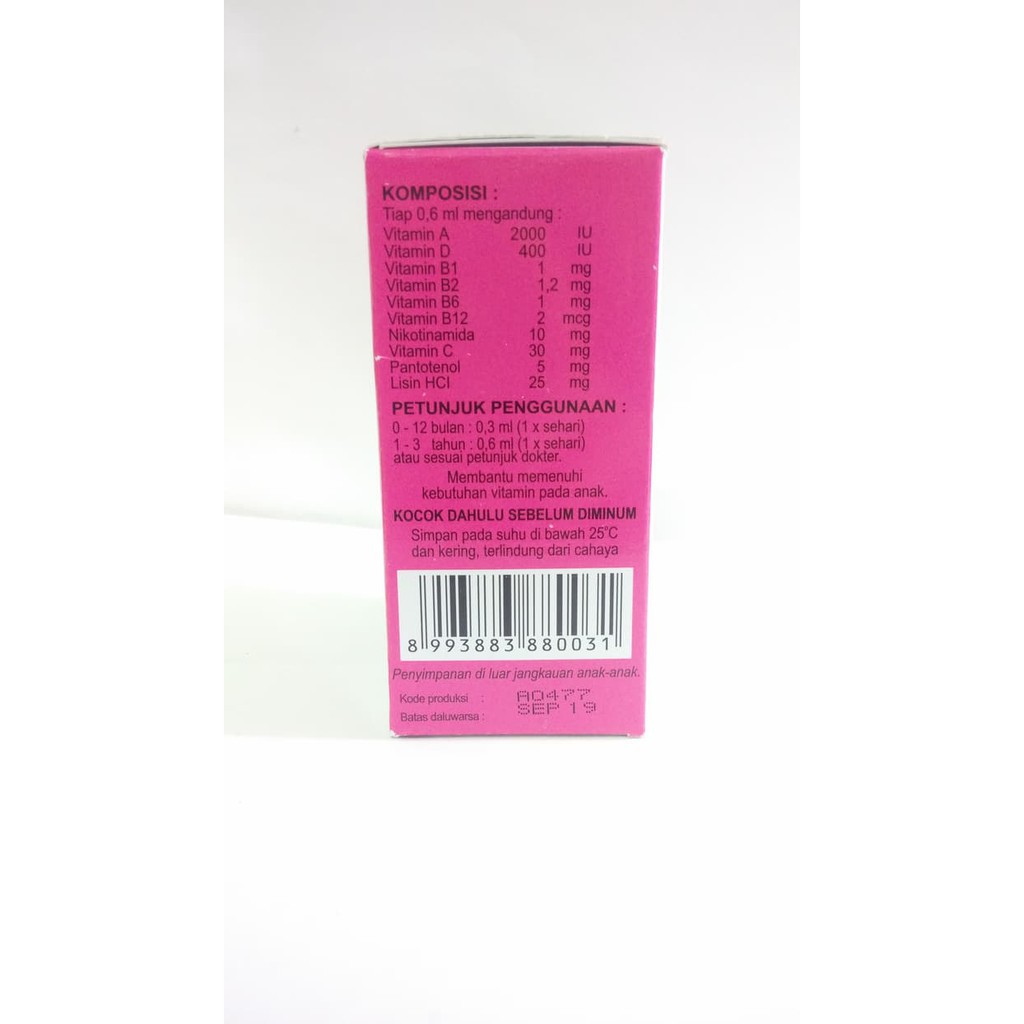 KOMPOSISI :
Tiap 0,6 ml mengandung :
Vitamin A 2000 IU
Vitamin D 400 IU
Vitamin B1 1 mg
Vitamin B2 1,2 mg
Vitamin B6 1 mg
Vitamin B12 2 mcg
Nikotinamida 10 mg
Vitamin C 30 mg
Pantotenol 5 mg
Lisin HCl 25 mg
PETUNJUK PENGGUNAAN :
0 - 12 bulan : 0,3 ml (1 x sehari)
1 - 3 tahun : 0,6 ml (1 x sehari)
atau sesuai petunjuk dokter.
Membantu memenuhi
kebutuhan vitamin pada anak.
KOCOK DAHULU SEBELUM DIMINUM
Simpan pada suhu di bawah 25°C
dan kering, terlindung dari cahaya
8 993883 880031
Penyimpanan di luar jangkauan anak-anak.
Kode produksi : A0477
Batas daluwarsa : SEP 19